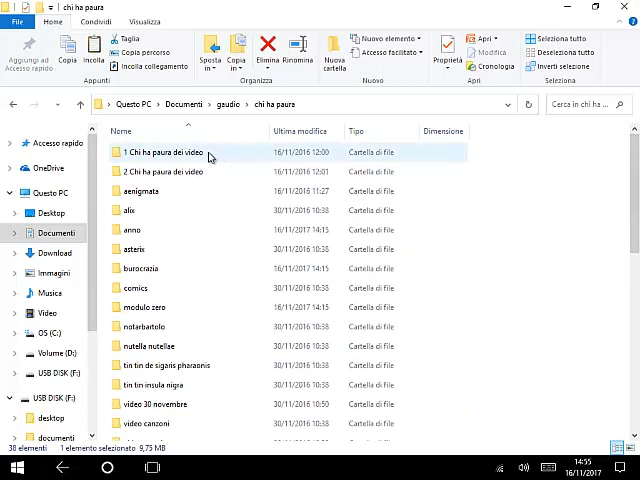 chi ha paura
File Home Condividi Visualizza
Aggiungi ad Accesso rapido
Copia
Incolla
Taglia
Copia percorso
Incolla collegamento
Appunti
Sposta in
Copia in
Elimina
Rinomina
Organizza
Nuova cartella
Nuovo elemento
Accesso facilitato
Nuovo
Proprietà
Apri
Modifica
Cronologia
Apri
Seleziona tutto
Deseleziona tutto
Inverti selezione
Seleziona
Questo PC › Documenti › gaudio › chi ha paura
Cerca in chi ha ...
Nome Ultima modifica Tipo Dimensione
Accesso rapido
OneDrive
Questo PC
Desktop
Documenti
Download
Immagini
Musica
Video
OS (C:)
Volume (D:)
USB DISK (F:)
USB DISK (F:)
desktop
documenti
1 Chi ha paura dei video 16/11/2016 12:00 Cartella di file
2 Chi ha paura dei video 16/11/2016 12:01 Cartella di file
aenigmata 16/11/2016 11:27 Cartella di file
alix 30/11/2016 10:38 Cartella di file
anno 16/11/2017 14:15 Cartella di file
asterix 30/11/2016 10:38 Cartella di file
burocrazia 16/11/2017 14:15 Cartella di file
comics 30/11/2016 10:38 Cartella di file
modulo zero 16/11/2017 14:15 Cartella di file
notarbartolo 30/11/2016 10:38 Cartella di file
nutella nutellae 30/11/2016 10:38 Cartella di file
tin tin de sigaris pharaonis 30/11/2016 10:38 Cartella di file
tin tin insula nigra 30/11/2016 10:38 Cartella di file
video 30 novembre 30/11/2016 10:50 Cartella di file
video canzoni 30/11/2016 10:38 Cartella di file
38 elementi 1 elemento selezionato 9,75 MB
14:55
16/11/2017